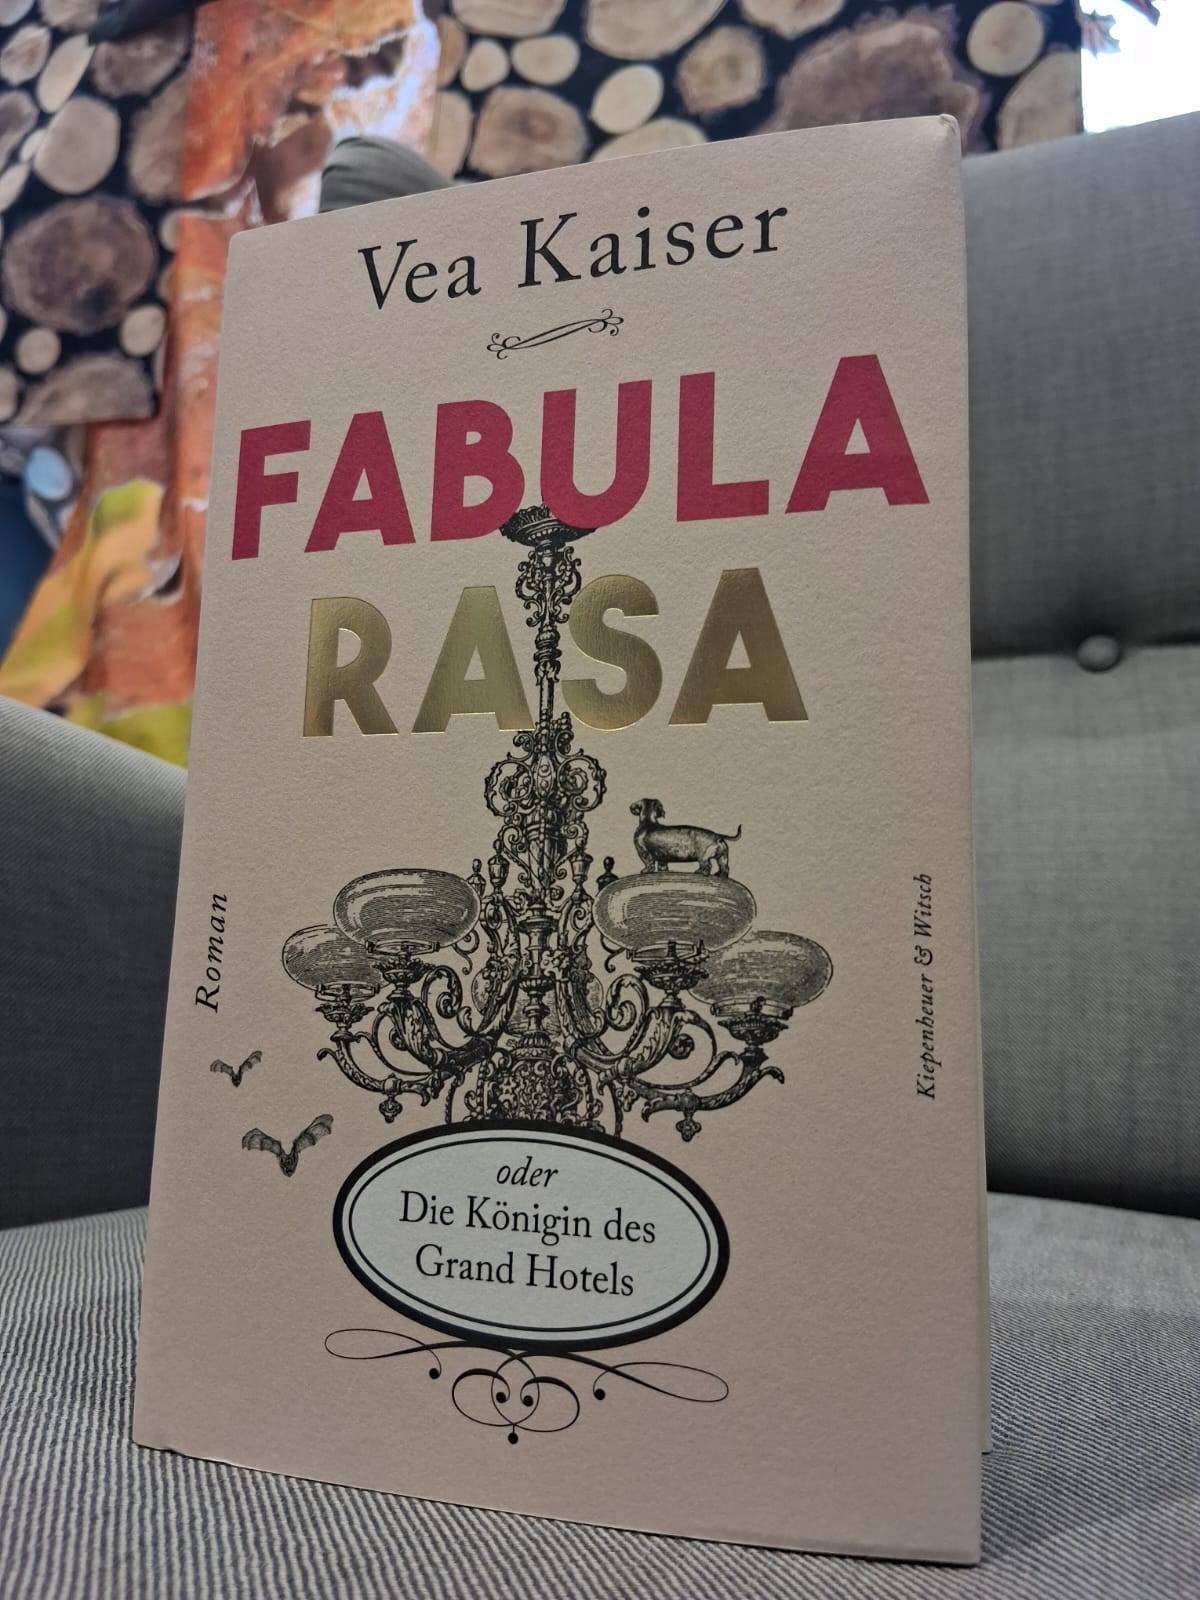 Vea Kaiser
FABULA
RASA
Roman
Kiepenheuer & Witsch
oder
Die Königin des
Grand Hotels